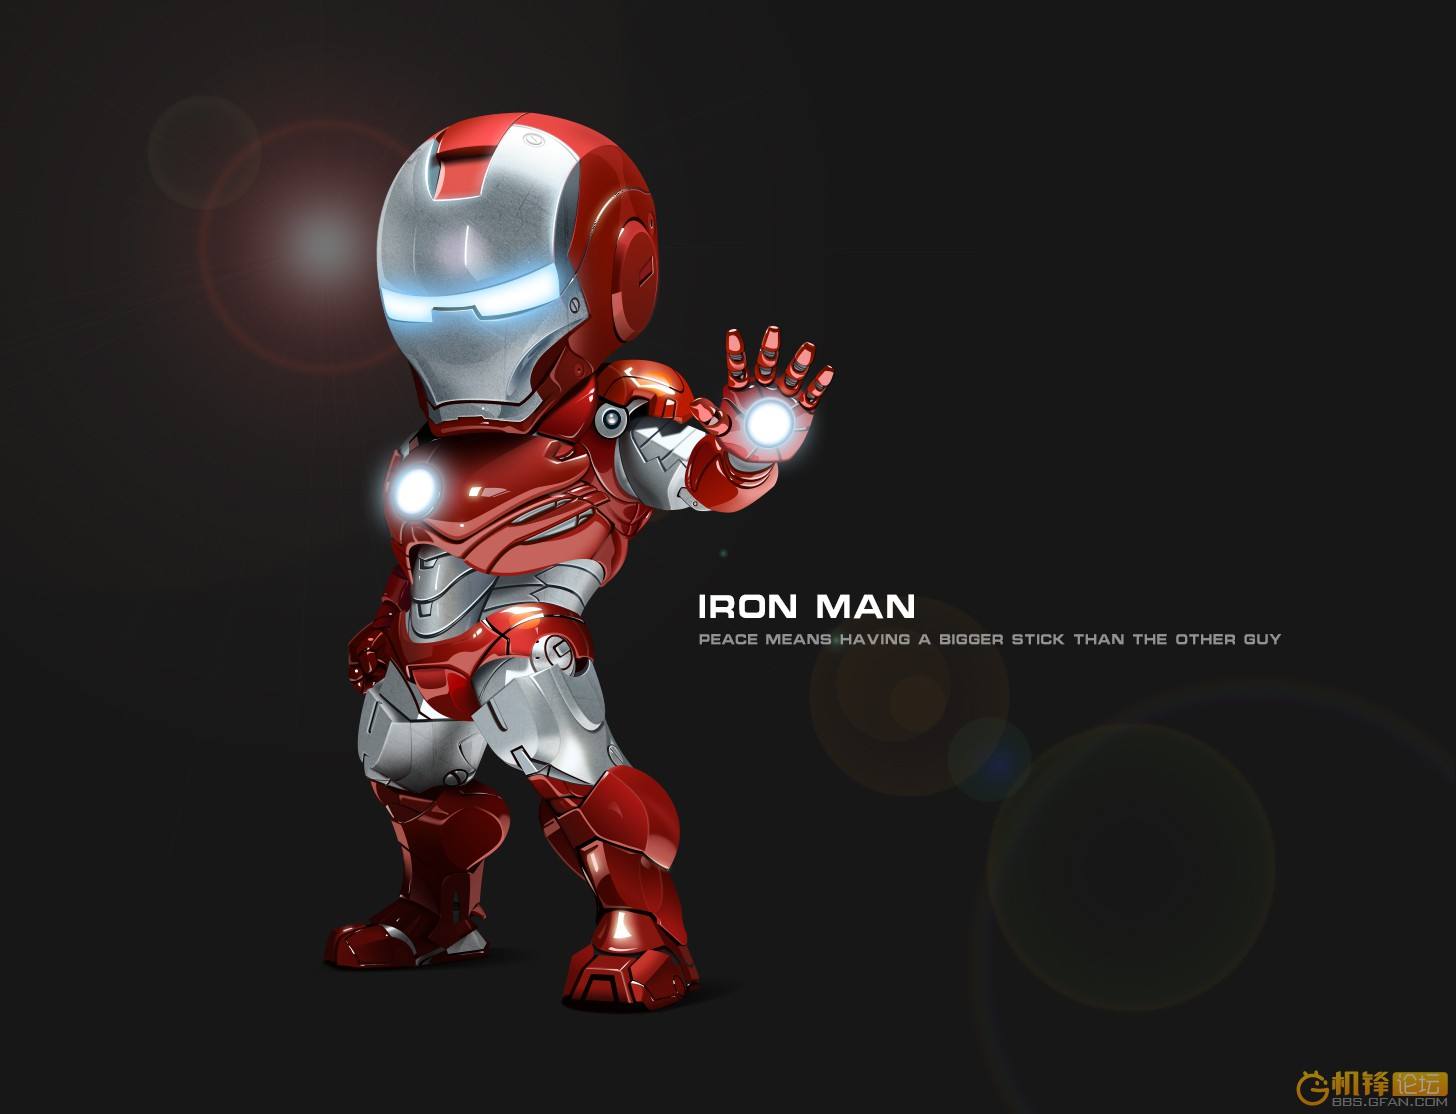 IRON MAN
PEACE MEANS HAVING A BIGGER STICK THAN THE OTHER GUY
机锋论坛
BBS.GFAN.COM